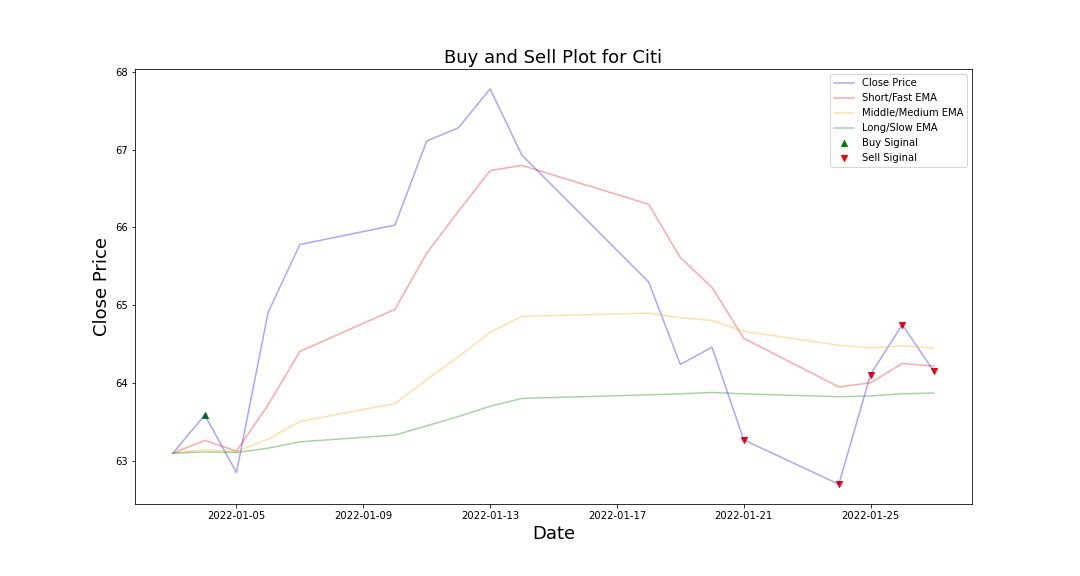 Buy and Sell Plot for Citi
Close Price
Short/Fast EMA
Middle/Medium EMA
Long/Slow EMA
Buy Siginal
Sell Siginal
68
67
66
65
64
63
Close Price
2022-01-05
2022-01-09
2022-01-13
2022-01-17
2022-01-21
2022-01-25
Date